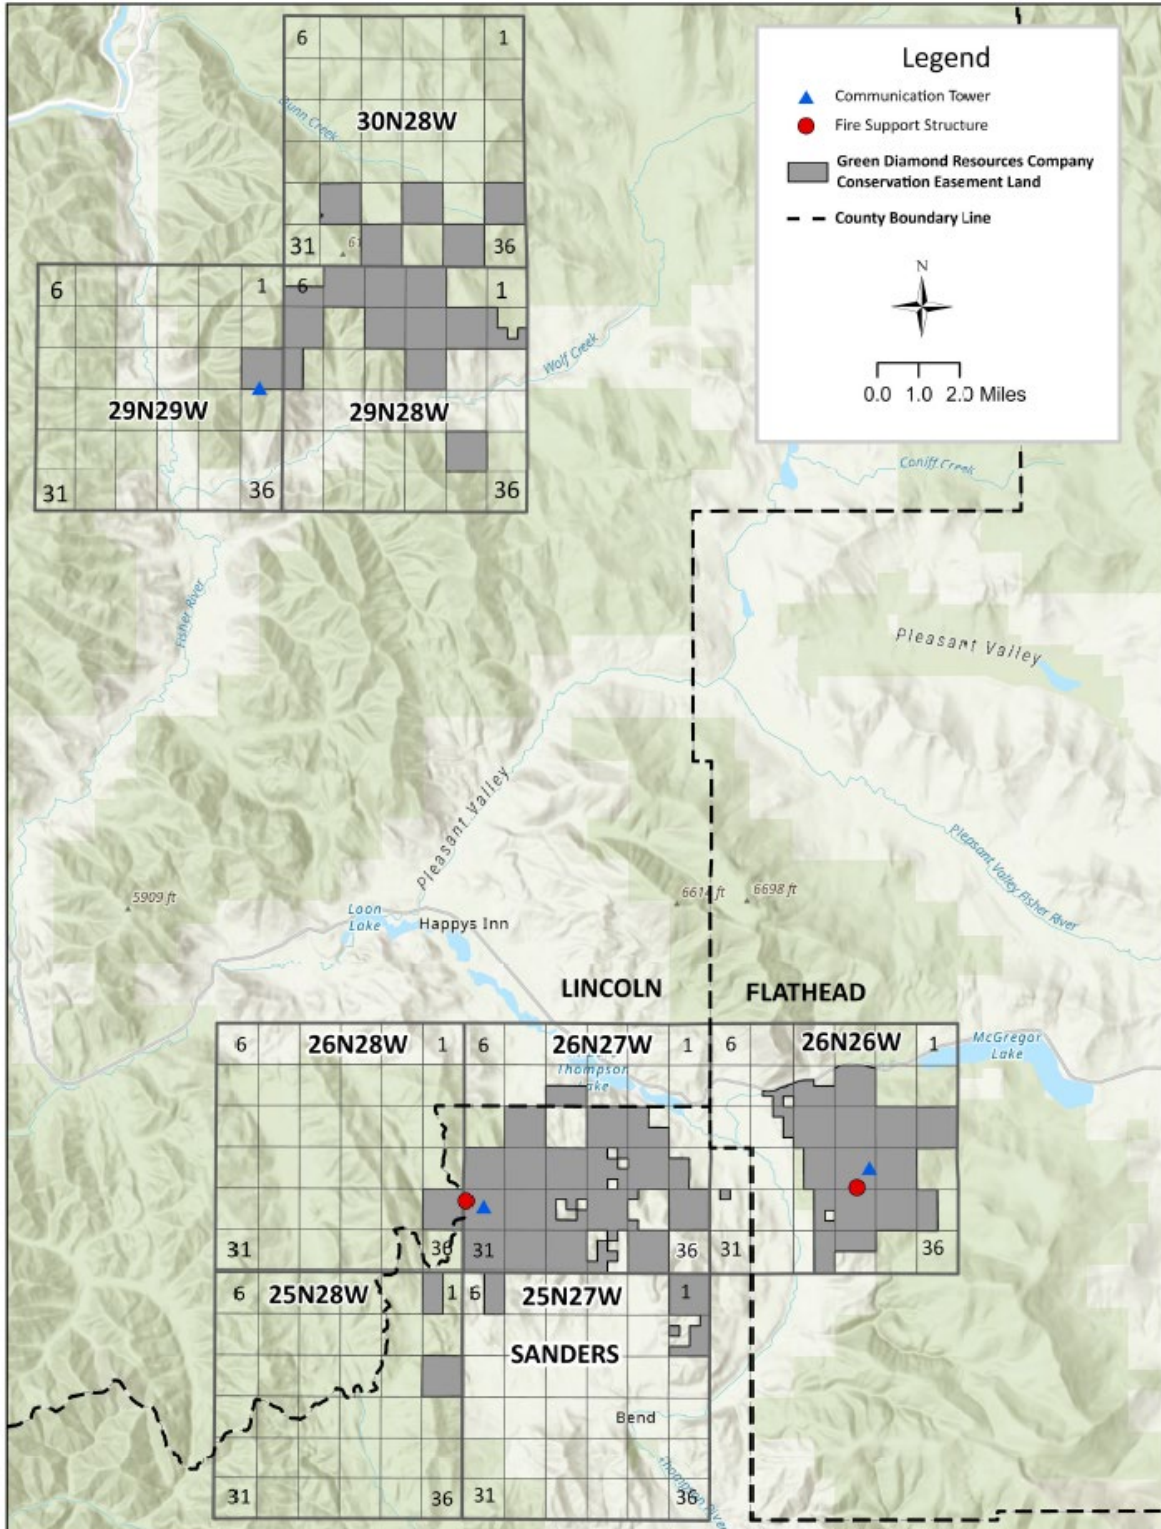 6 1
Dunn Creek
30N28W
31 36
6 1 6 1
Wolf Creek
29N29W 29N28W
31 36 36
Legend
Communication Tower
Fire Support Structure
Green Diamond Resources Company
Conservation Easement Land
County Boundary Line
N
0.0 1.0 2.0 Miles
Coniff Creek
Fisher River
Pleasant Valley
Pleasant Valley
Pleasant Valley Fisher River
5909 ft
6614 ft
6698 ft
Loon
Lake
Happys Inn
LINCOLN FLATHEAD
6 26N28W 1 6 26N27W 1 6 26N26W 1
McGregor
Lake
Thompson
Lake
31 36 31 36 31 36
6 25N28W 1 6 25N27W 1
SANDERS
Bend
Thompson River
31 36 31 36